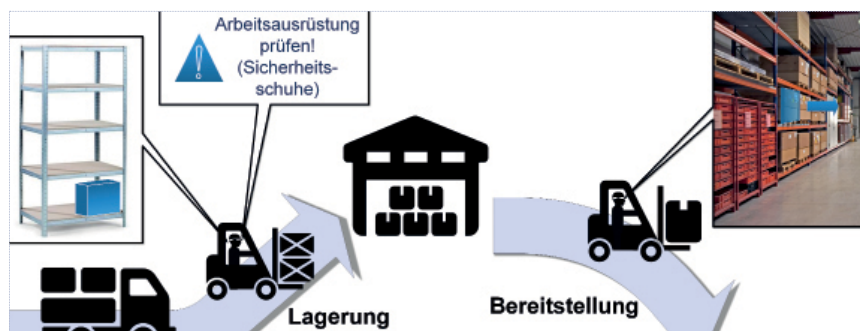 Arbeitsausrüstung
prüfen!
(Sicherheits-
schuhe)
Lagerung
Bereitstellung